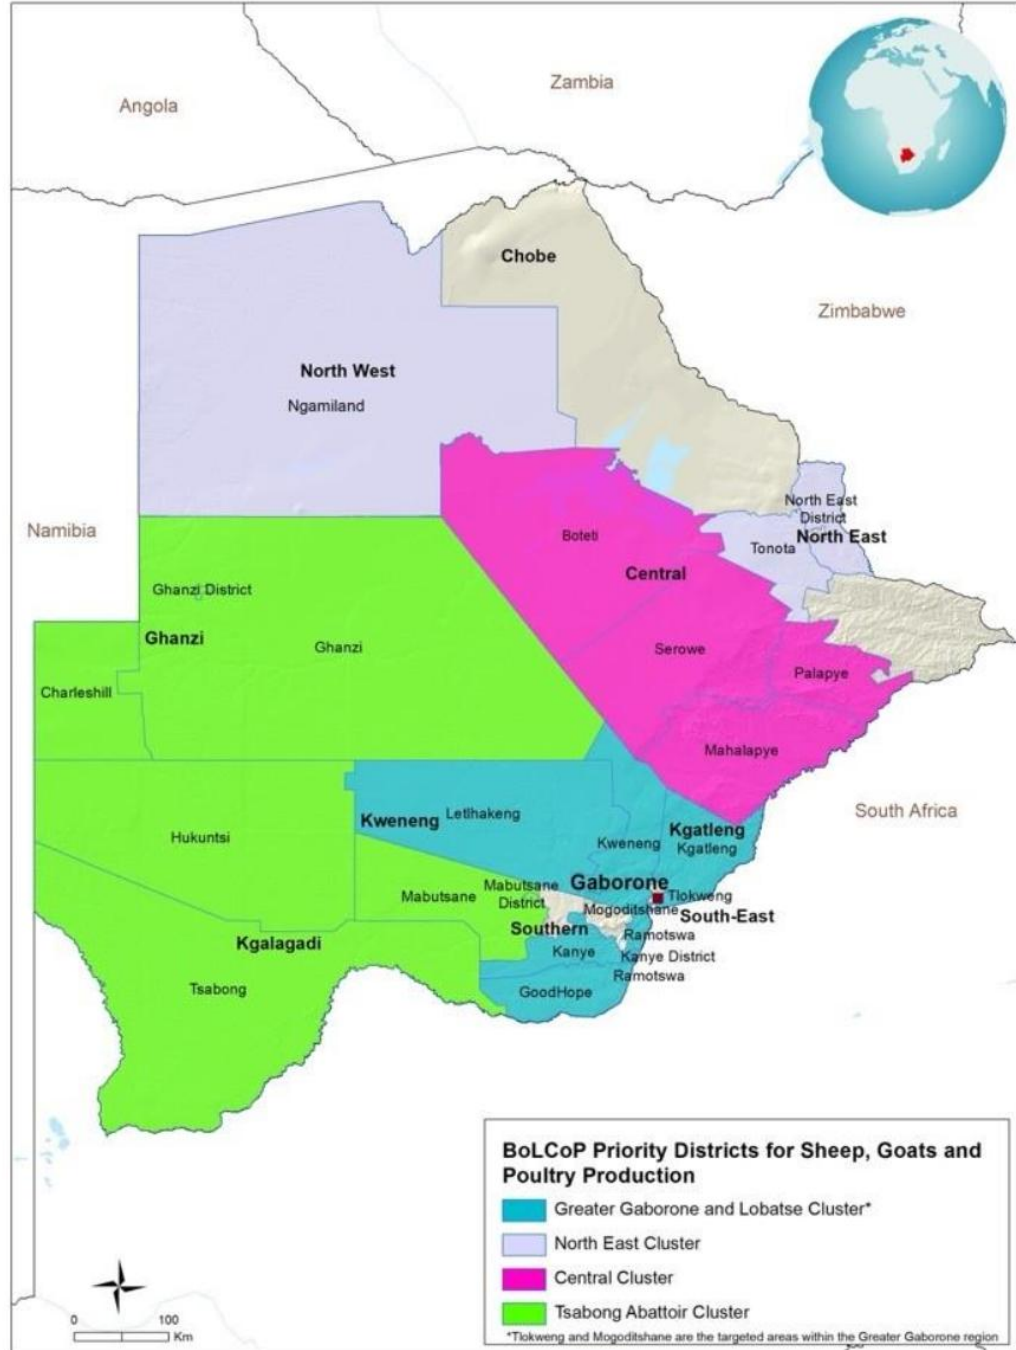 Zambia
Angola
Chobe
Zimbabwe
North West
Ngamiland
North East
District
North East
Namibia
Boteti
Tonota
Central
Ghanzi District
Ghanzi
Ghanzi
Serowe
Palapye
Charleshill
Mahalapye
South Africa
Letlhakeng
Kweneng
Kgatleng
Hukuntsi
Kweneng
Kgatleng
Gaborone
Mabutsane
District
Mabutsane
Tlokweng
Mogoditshane
South-East
Southern
Ramotswa
Kgalagadi
Kanye
Kanye District
Ramotswa
Tsabong
GoodHope
BoLCoP Priority Districts for Sheep, Goats and
Poultry Production
Greater Gaborone and Lobatse Cluster*
North East Cluster
Central Cluster
Tsabong Abattoir Cluster
*Tlokweng and Mogoditshane are the targeted areas within the Greater Gaborone region
0 100
Km